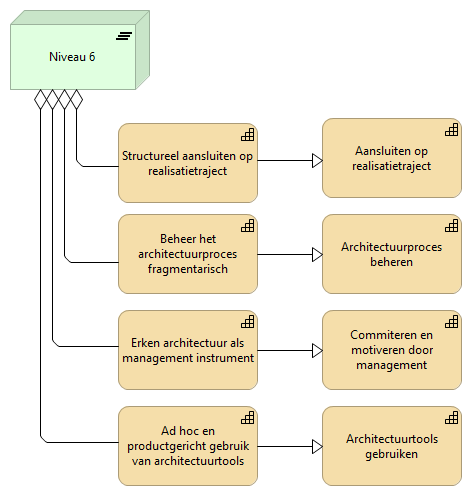 Niveau 6
Structureel aansluiten op
realisatietraject
Aansluiten op
realisatietraject
Beheer het
architectuurproces
fragmentarisch
Architectuurproces
beheren
Erken architectuur als
management instrument
Commiteren en
motiveren door
management
Ad hoc en
productgericht gebruik
van architectuurtools
Architectuurtools
gebruiken